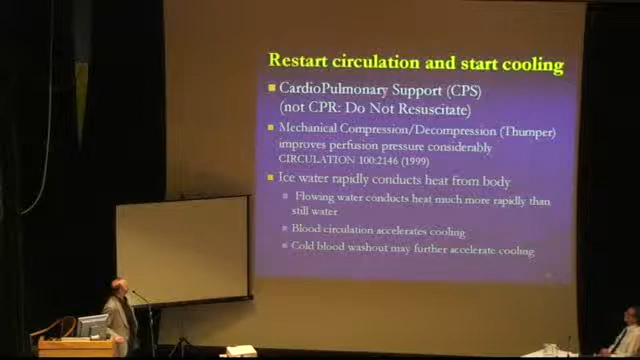 Restart circulation and start cooling
CardioPulmonary Support (CPS)
(not CPR: Do Not Resuscitate)
Mechanical Compression/Decompression (Thumper)
improves perfusion pressure considerably
CIRCULATION 100:2146 (1999)
Ice water rapidly conducts heat from body
Flowing water conducts heat much more rapidly than
still water
Blood circulation accelerates cooling
Cold blood washout may further accelerate cooling